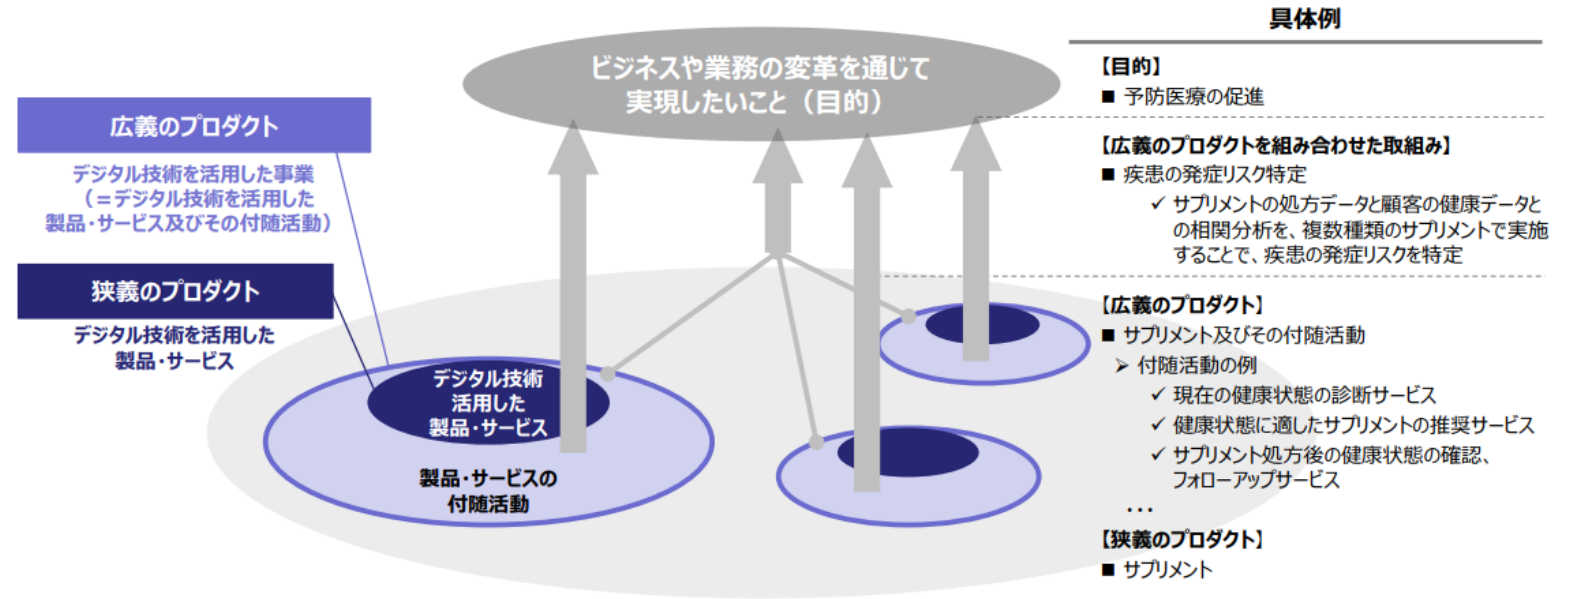 ビジネスや業務の変革を通じて
実現したいこと（目的）
広義のプロダクト
デジタル技術を活用した事業
（＝デジタル技術を活用した
製品・サービス及びその付随活動）
狭義のプロダクト
デジタル技術を活用した
製品・サービス
デジタル技術
活用した
製品・サービス
製品・サービスの
付随活動
具体例
【目的】
■ 予防医療の促進
【広義のプロダクトを組み合わせた取組み】
■ 疾患の発症リスク特定
✓ サプリメントの処方データと顧客の健康データと
の相関分析を、複数種類のサプリメントで実施
することで、疾患の発症リスクを特定
【広義のプロダクト】
■ サプリメント及びその付随活動
➢ 付随活動の例
✓ 現在の健康状態の診断サービス
✓ 健康状態に適したサプリメントの推奨サービス
✓ サプリメント処方後の健康状態の確認、
フォローアップサービス
・・・
【狭義のプロダクト】
■ サプリメント